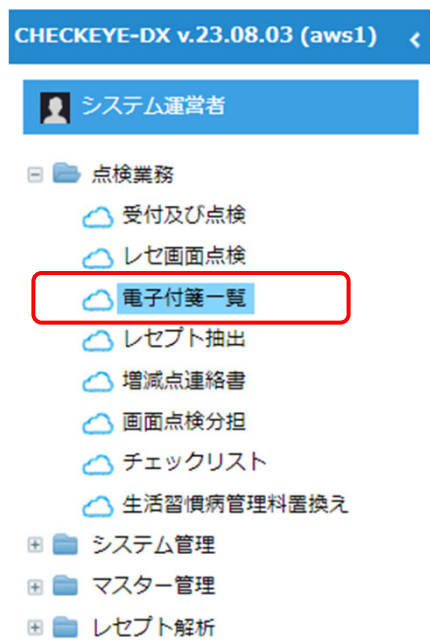 CHECKEYE-DX v.23.08.03 (aws1)
システム運営者
点検業務
受付及び点検
レセ画面点検
電子付箋一覧
レセプト抽出
増減点連絡書
画面点検分担
チェックリスト
生活習慣病管理料置換え
システム管理
マスター管理
レセプト解析